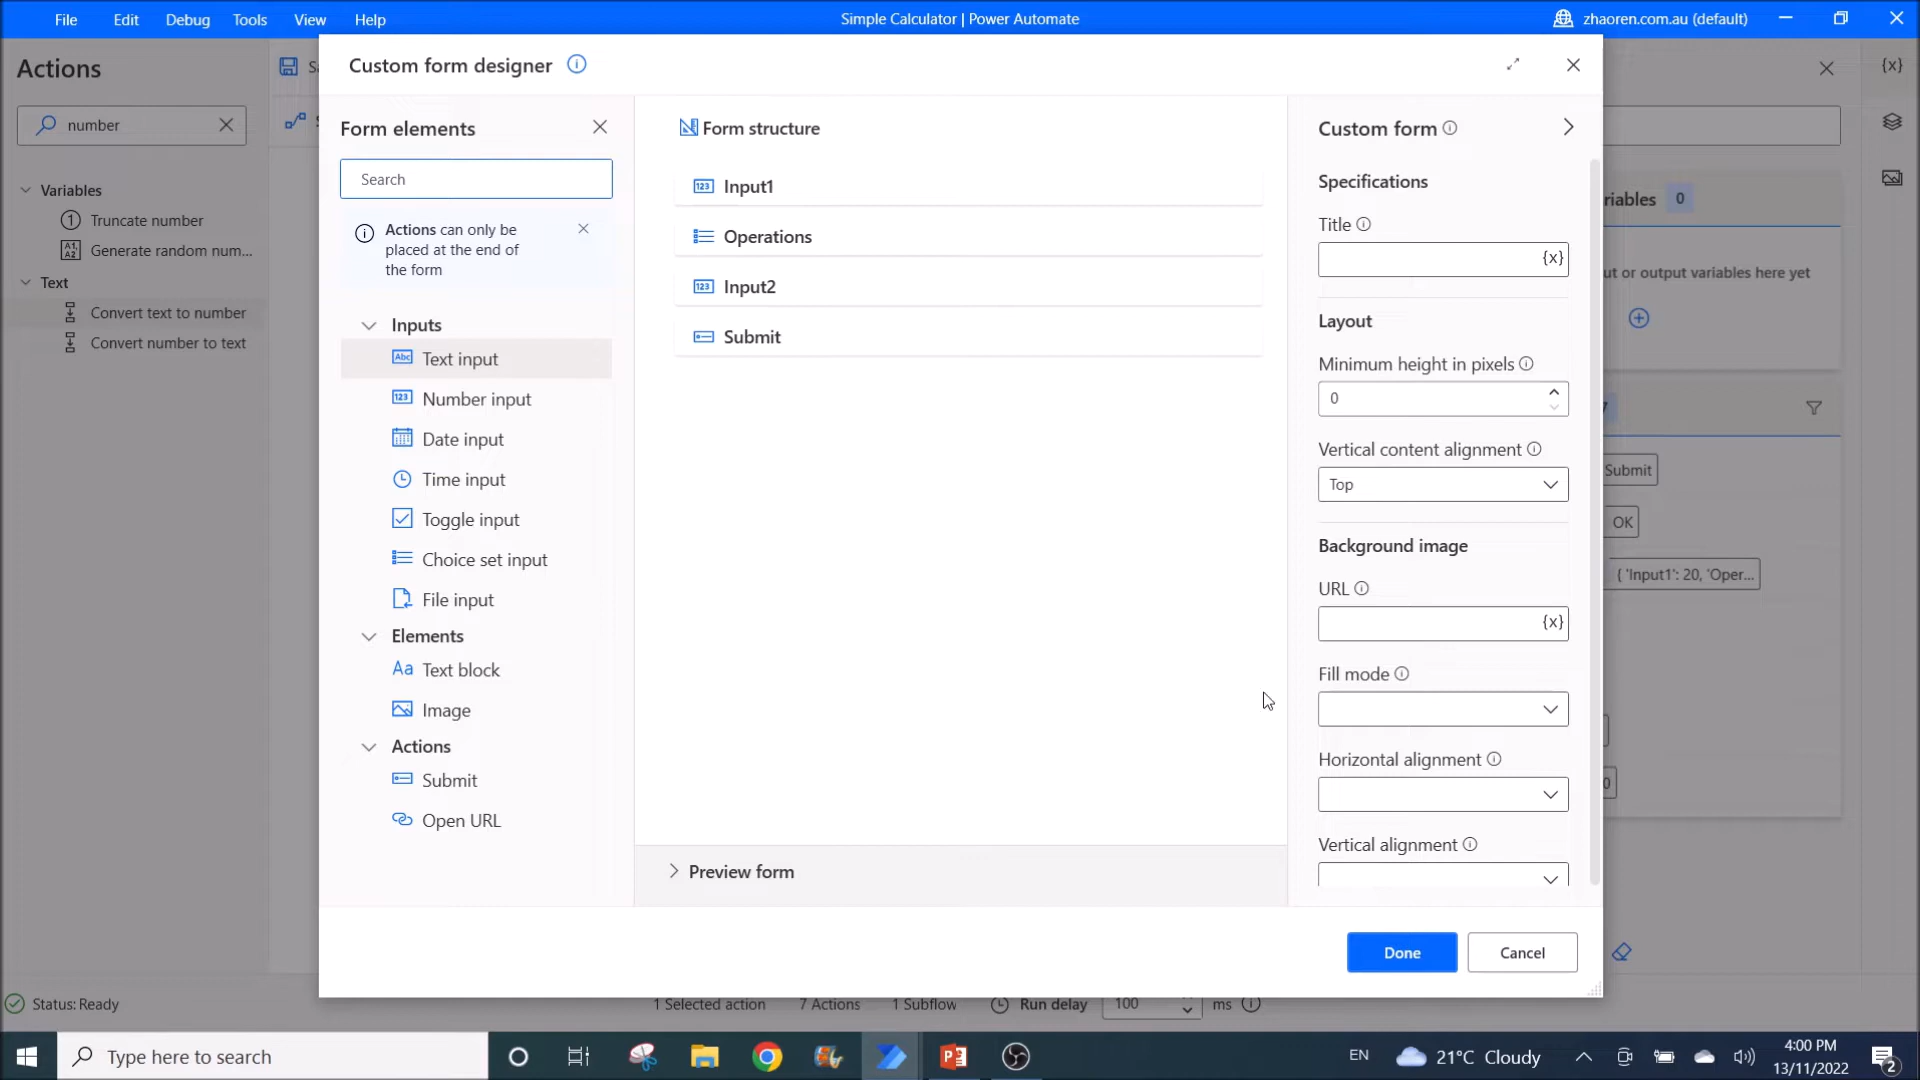 File Edit Debug Tools View Help
Simple Calculator | Power Automate
zhaoren.com.au (default)
Actions
number
Variables
Truncate number
Generate random num...
Text
Convert text to number
Convert number to text
Custom form designer
Form elements
Search
Actions can only be
placed at the end of
the form
Inputs
Text input
Number input
Date input
Time input
Toggle input
Choice set input
File input
Elements
Text block
Image
Actions
Submit
Open URL
Form structure
Input1
Operations
Input2
Submit
Preview form
Custom form
Specifications
Title
{x}
Layout
Minimum height in pixels
0
Vertical content alignment
Top
Background image
URL
{x}
Fill mode
Horizontal alignment
Vertical alignment
Done
Cancel
{x}
riables 0
ut or output variables here yet
Submit
OK
{ 'Input1': 20, 'Oper...
Status: Ready
1 Selected action
7 Actions
1 Subflow
Run delay
100
ms
Type here to search
EN
21°C Cloudy
4:00 PM
13/11/2022
2